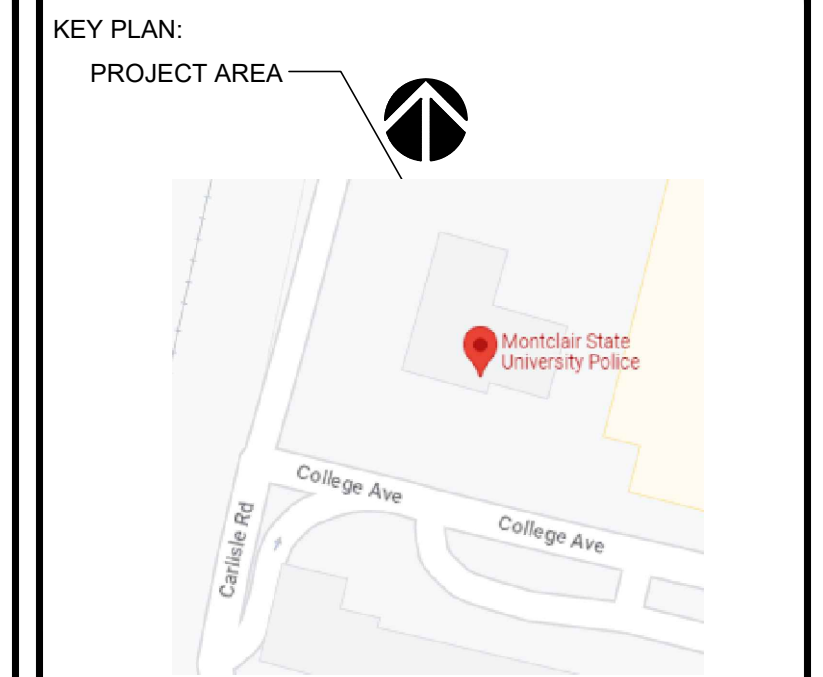 KEY PLAN:
PROJECT AREA
Montclair State
University Police
College Ave
College Ave
Carlisle Rd